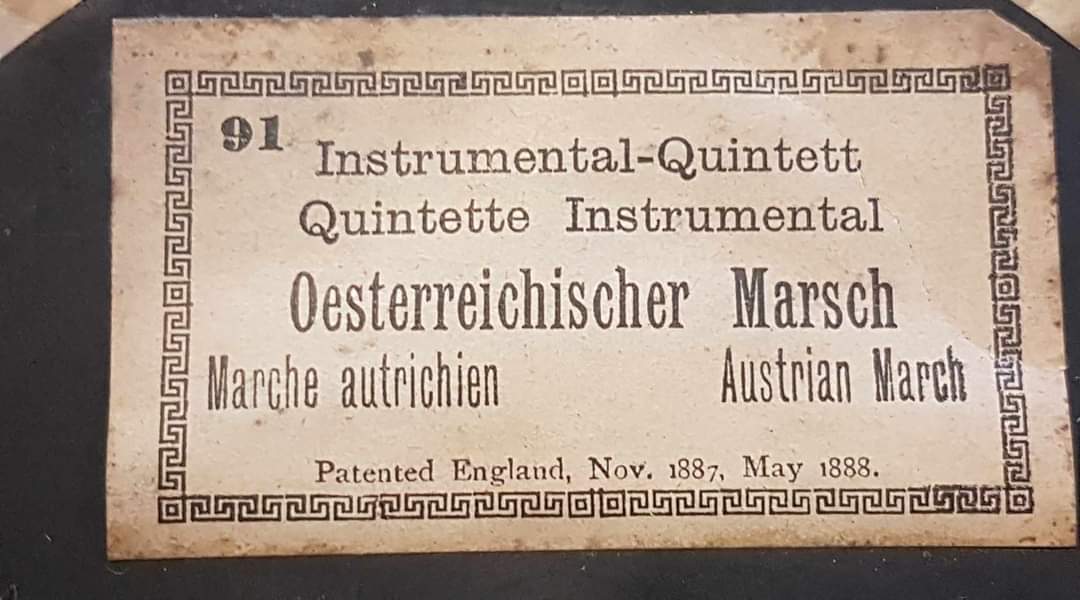 91
Instrumental-Quintett
Quintette Instrumental
Oesterreichischer Marsch
Marche autrichien Austrian March
Patented England, Nov. 1887, May 1888.